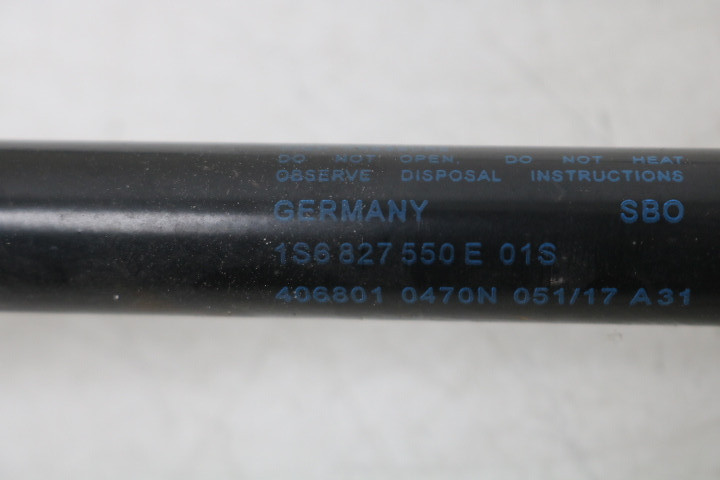 DO NOT OPEN. DO NOT HEAT
OBSERVE DISPOSAL INSTRUCTIONS
GERMANY SBO
1S6 827 550 E 01S
406801 0470N 051/17 A31